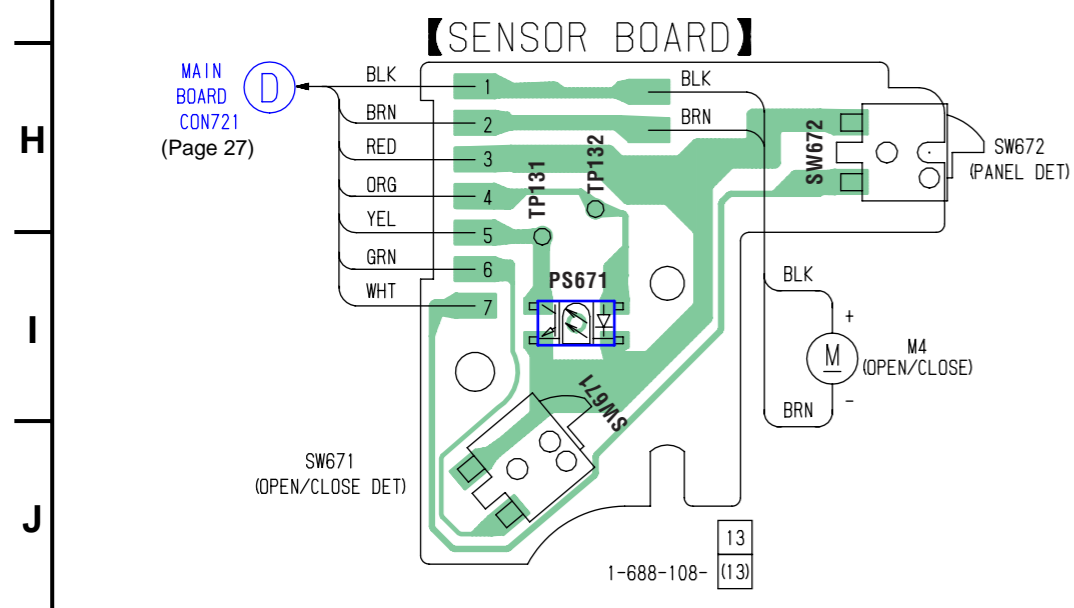 【SENSOR BOARD】
H
I
J
MAIN
BOARD
CON721
(Page 27)
D
BLK
BRN
RED
ORG
YEL
GRN
WHT
1
2
3
4
5
6
7
BLK
BRN
TP131
TP132
PS671
SW672
SW672
(PANEL DET)
BLK
+
M
M4
(OPEN/CLOSE)
-
BRN
SW671
SW671
(OPEN/CLOSE DET)
13
1-688-108- (13)